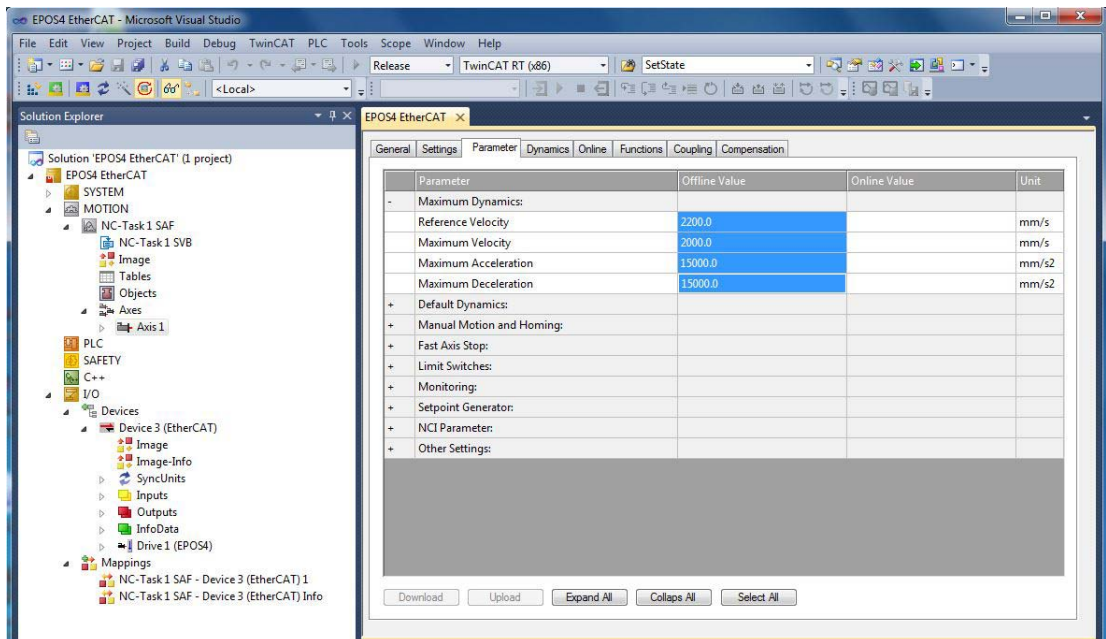 EPOS4 EtherCAT - Microsoft Visual Studio
File Edit View Project Build Debug TwinCAT PLC Tools Scope Window Help
Release TwinCAT RT (x86) SetState
<Local>
Solution Explorer
EPOS4 EtherCAT
Solution 'EPOS4 EtherCAT' (1 project)
EPOS4 EtherCAT
SYSTEM
MOTION
NC-Task 1 SAF
NC-Task 1 SVB
Image
Tables
Objects
Axes
Axis 1
PLC
SAFETY
C++
I/O
Devices
Device 3 (EtherCAT)
Image
Image-Info
SyncUnits
Inputs
Outputs
InfoData
Drive 1 (EPOS4)
Mappings
NC-Task 1 SAF - Device 3 (EtherCAT) 1
NC-Task 1 SAF - Device 3 (EtherCAT) Info
General Settings Parameter Dynamics Online Functions Coupling Compensation
Parameter Offline Value Online Value Unit
- Maximum Dynamics:
Reference Velocity 2200.0 mm/s
Maximum Velocity 2000.0 mm/s
Maximum Acceleration 15000.0 mm/s2
Maximum Deceleration 15000.0 mm/s2
+ Default Dynamics:
+ Manual Motion and Homing:
+ Fast Axis Stop:
+ Limit Switches:
+ Monitoring:
+ Setpoint Generator:
+ NCI Parameter:
+ Other Settings:
Download Upload Expand All Collaps All Select All